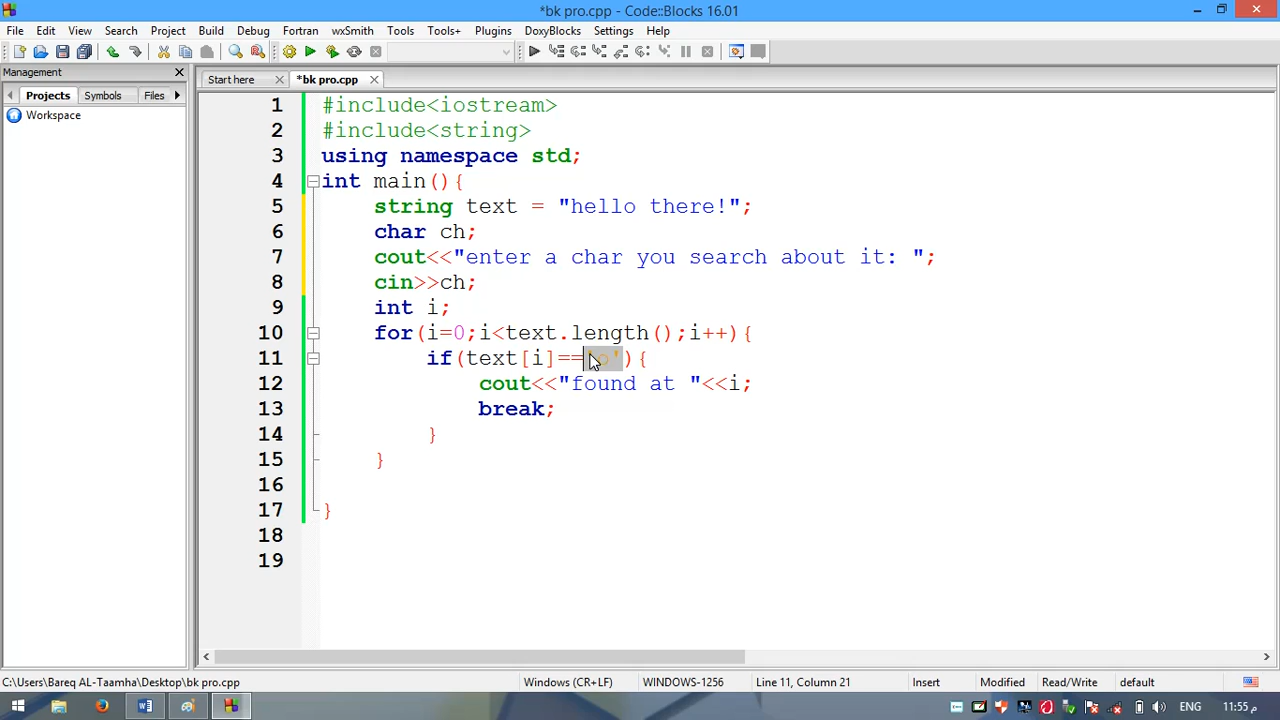 *bk pro.cpp - Code::Blocks 16.01
File Edit View Search Project Build Debug Fortran wxSmith Tools Tools+ Plugins DoxyBlocks Settings Help
Management
Start here *bk pro.cpp
Projects Symbols Files
Workspace
1 #include<iostream>
2 #include<string>
3 using namespace std;
4 int main(){
5 string text = "hello there!";
6 char ch;
7 cout<<"enter a char you search about it: ";
8 cin>>ch;
9 int i;
10 for(i=0;i<text.length();i++){
11 if(text[i]=='o'){
12 cout<<"found at "<<i;
13 break;
14 }
15 }
16
17 }
18
19
C:\Users\Bareq AL-Taamha\Desktop\bk pro.cpp Windows (CR+LF) WINDOWS-1256 Line 11, Column 21 Insert Modified Read/Write default
ENG 11:55 م